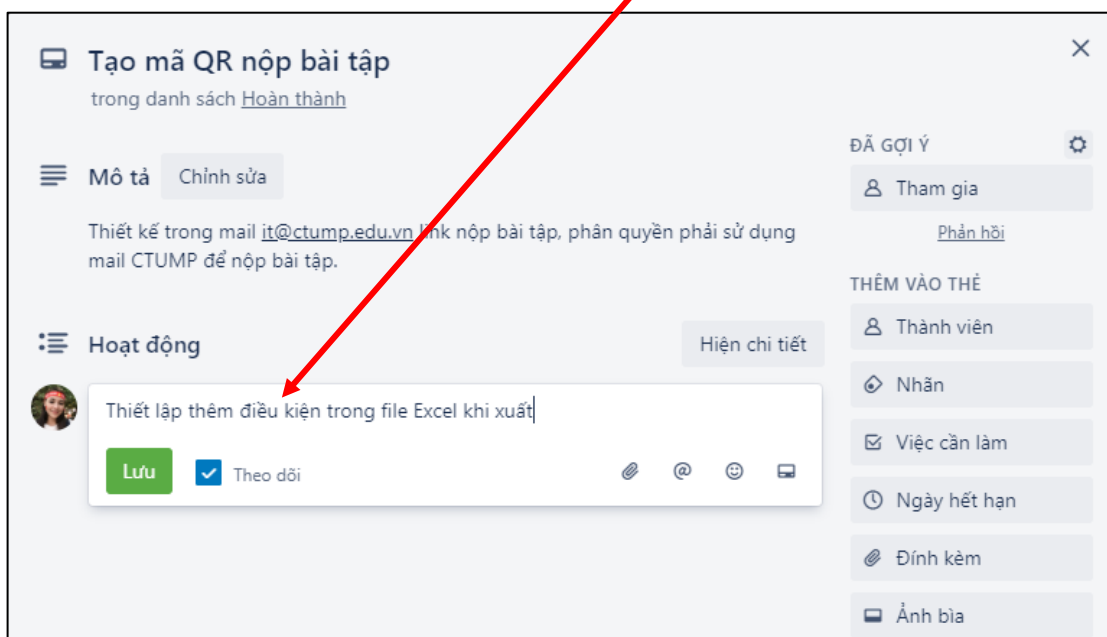 Tạo mã QR nộp bài tập
trong danh sách Hoàn thành
Mô tả
Chỉnh sửa
Thiết kế trong mail it@ctump.edu.vn link nộp bài tập, phân quyền phải sử dụng
mail CTUMP để nộp bài tập.
Hoạt động
Hiện chi tiết
Thiết lập thêm điều kiện trong file Excel khi xuất
Lưu
Theo dõi
ĐÃ GỢI Ý
Tham gia
Phản hồi
THÊM VÀO THẺ
Thành viên
Nhãn
Việc cần làm
Ngày hết hạn
Đính kèm
Ảnh bìa